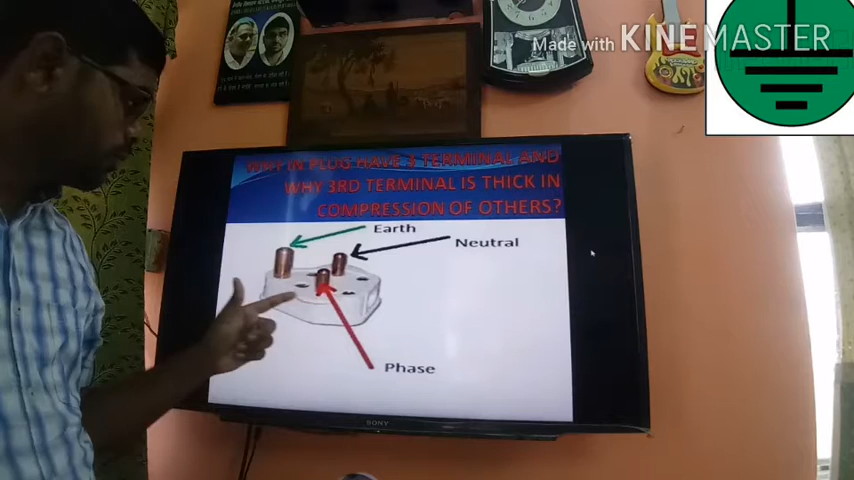 Made with KINEMASTER
WHY IN PLUG HAVE 3 TERMINAL AND
WHY 3RD TERMINAL IS THICK IN
COMPARESSION OF OTHERS?
Earth
Neutral
Phase
SONY